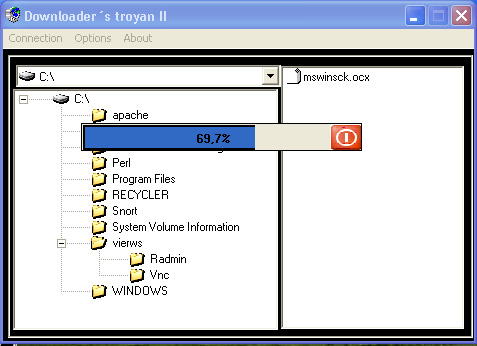 Downloader´s troyan II
Connection Options About
C:\
mswinsck.ocx
C:\
apache
69,7%
Perl
Program Files
RECYCLER
Snort
System Volume Information
vierws
Radmin
Vnc
WINDOWS